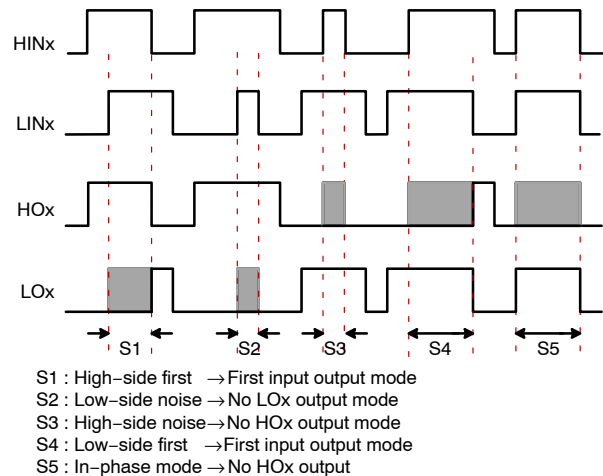 HINx
LINx
HOx
LOx
S1 S2 S3 S4 S5
S1 : High−side first →First input output mode
S2 : Low−side noise→No LOx output mode
S3 : High−side noise→No HOx output mode
S4 : Low−side first →First input output mode
S5 : In−phase mode→No HOx output